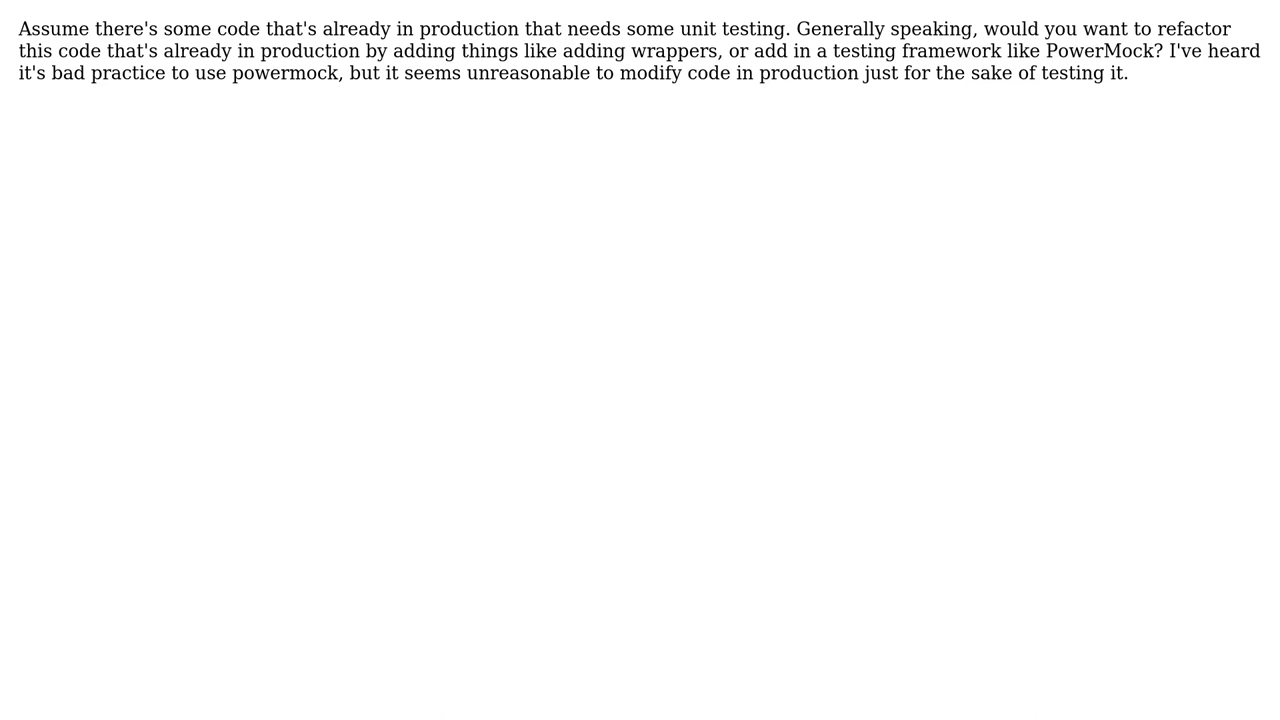 Assume there's some code that's already in production that needs some unit testing. Generally speaking, would you want to refactor
this code that's already in production by adding things like adding wrappers, or add in a testing framework like PowerMock? I've heard
it's bad practice to use powermock, but it seems unreasonable to modify code in production just for the sake of testing it.